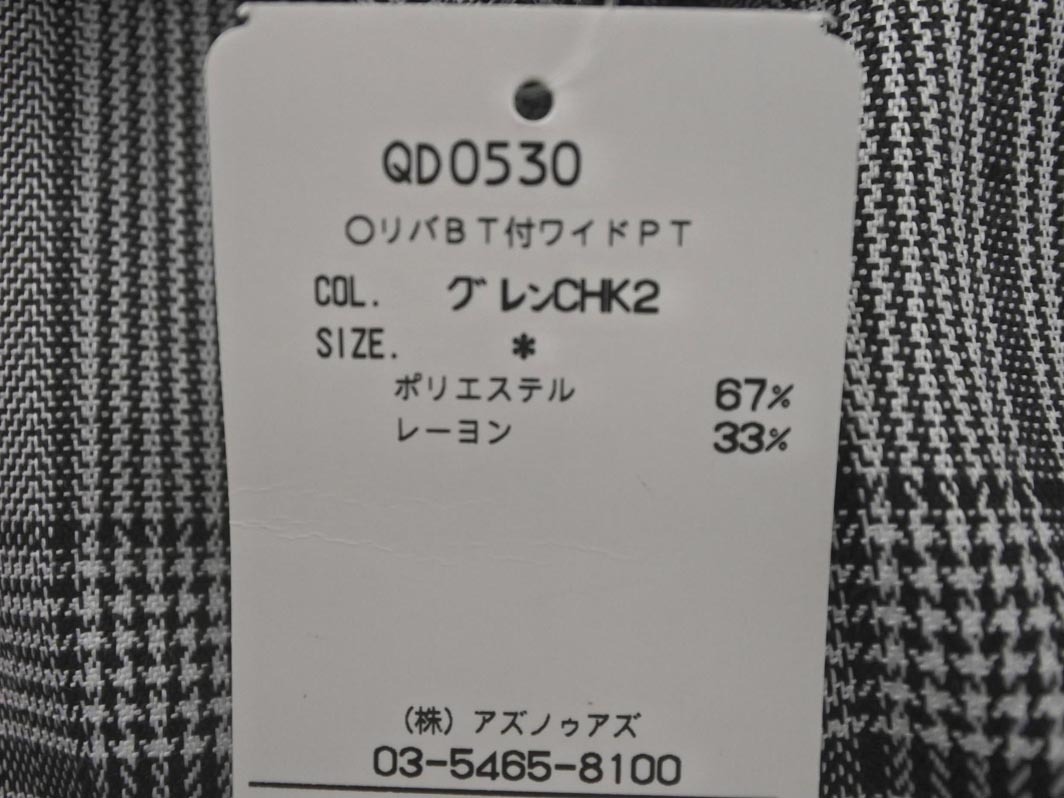 QD0530
○リバBT付ワイドPT
COL. グレンCHK2
SIZE. *
ポリエステル 67%
レーヨン 33%
(株)アズノゥアズ
03-5465-8100